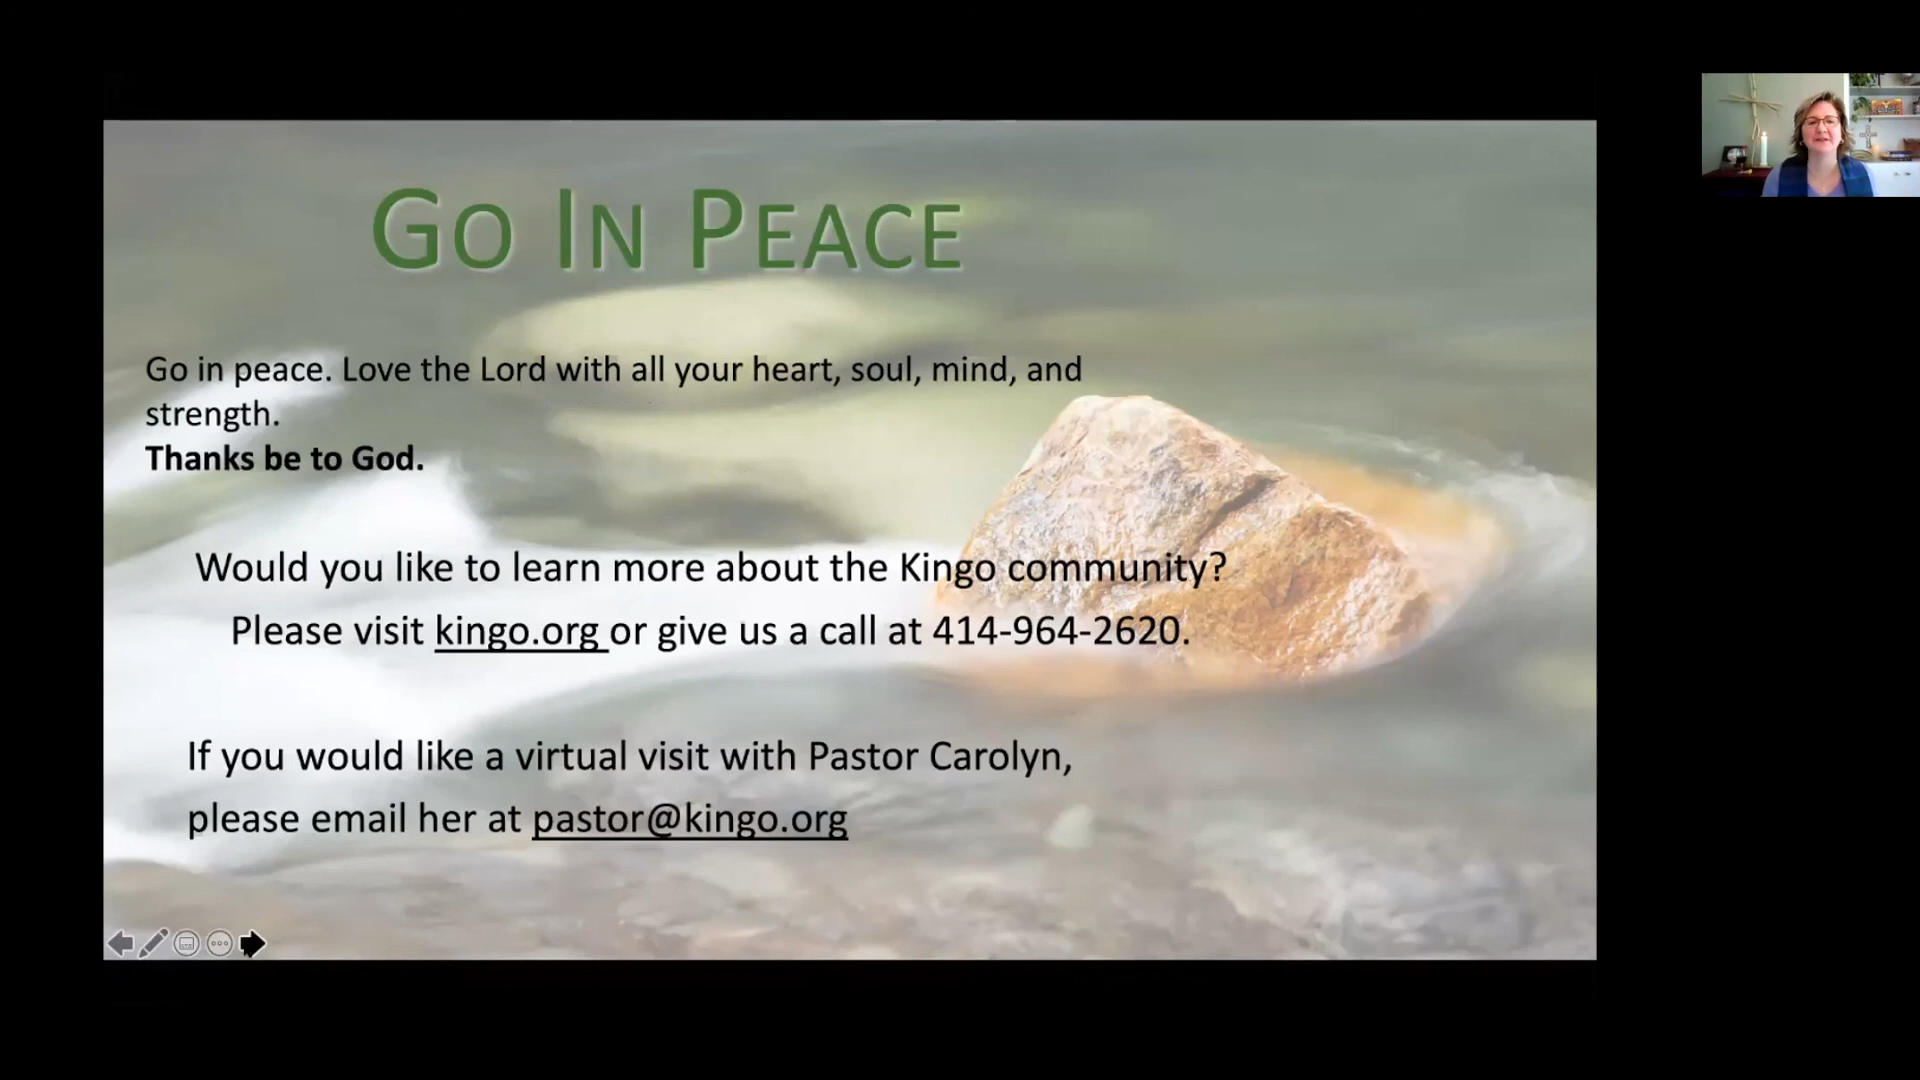 GO IN PEACE
Go in peace. Love the Lord with all your heart, soul, mind, and
strength.
Thanks be to God.
Would you like to learn more about the Kingo community?
Please visit kingo.org or give us a call at 414-964-2620.
If you would like a virtual visit with Pastor Carolyn,
please email her at pastor@kingo.org